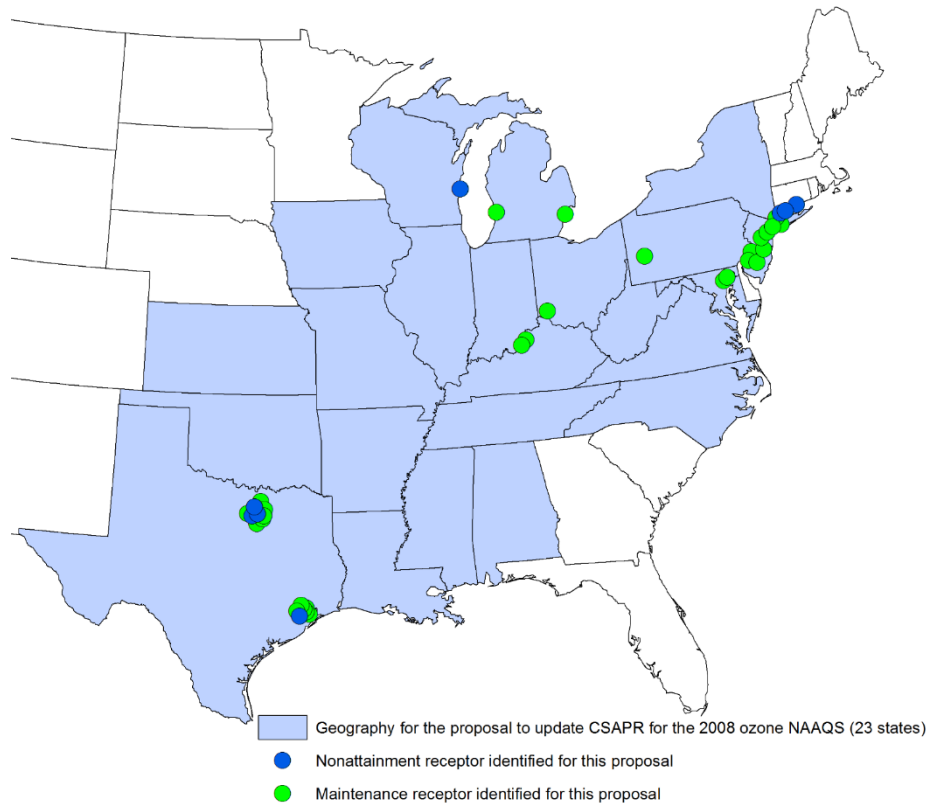 Geography for the proposal to update CSAPR for the 2008 ozone NAAQS (23 states)
Nonattainment receptor identified for this proposal
Maintenance receptor identified for this proposal